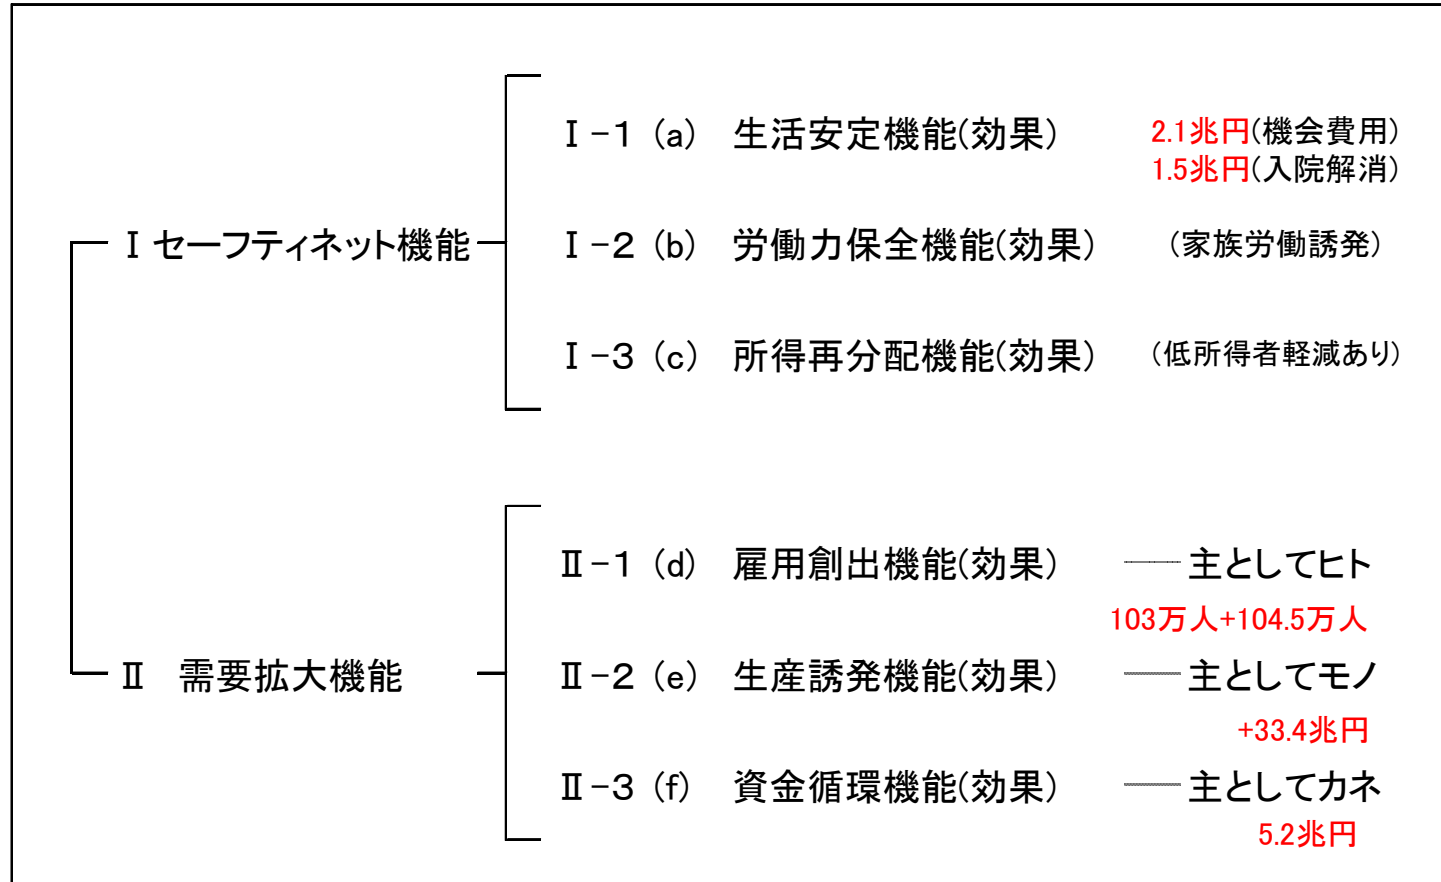 Ⅰ-1 (a) 生活安定機能(効果) 2.1兆円(機会費用)
1.5兆円(入院解消)
Ⅰ セーフティネット機能 Ⅰ-2 (b) 労働力保全機能(効果) (家族労働誘発)
Ⅰ-3 (c) 所得再分配機能(効果) (低所得者軽減あり)
Ⅱ-1 (d) 雇用創出機能(効果) ── 主としてヒト
103万人+104.5万人
Ⅱ 需要拡大機能 Ⅱ-2 (e) 生産誘発機能(効果) ── 主としてモノ
+33.4兆円
Ⅱ-3 (f) 資金循環機能(効果) ── 主としてカネ
5.2兆円